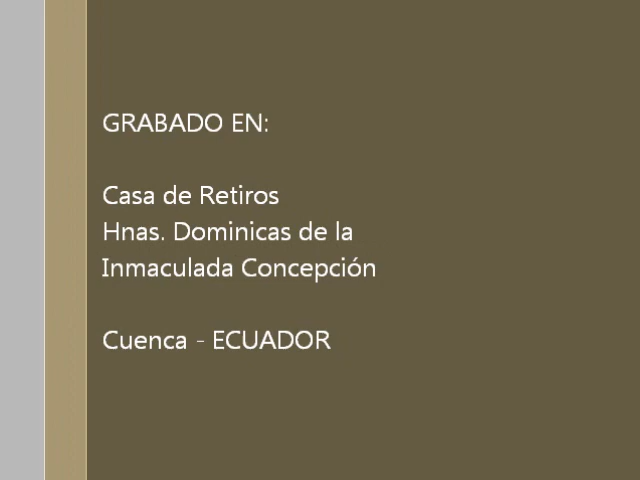 GRABADO EN:
Casa de Retiros
Hnas. Dominicas de la
Inmaculada Concepción
Cuenca - ECUADOR